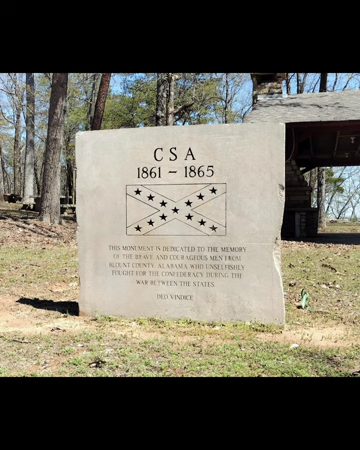 CSA
1861 - 1865
THIS MONUMENT IS DEDICATED TO THE MEMORY
OF THE BRAVE AND COURAGEOUS MEN FROM
BLOUNT COUNTY, ALABAMA, WHO UNSELFISHLY
FOUGHT FOR THE CONFEDERACY DURING THE
WAR BETWEEN THE STATES
DEO VINDICE